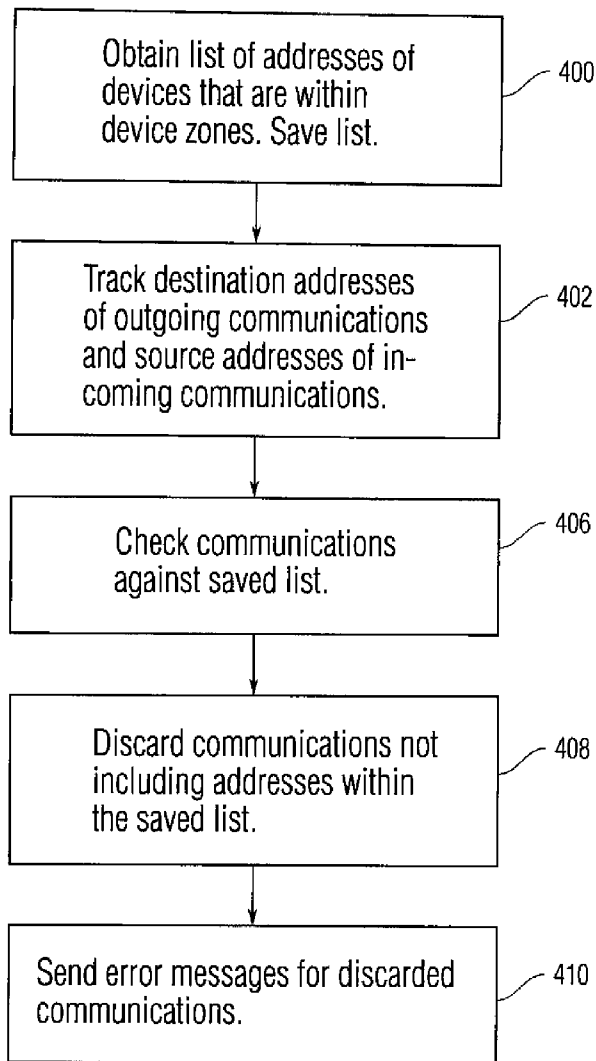 Obtain list of addresses of
devices that are within
device zones. Save list.
400
Track destination addresses
of outgoing communications
and source addresses of in-
coming communications.
402
Check communications
against saved list.
406
Discard communications not
including addresses within
the saved list.
408
Send error messages for discarded
communications.
410